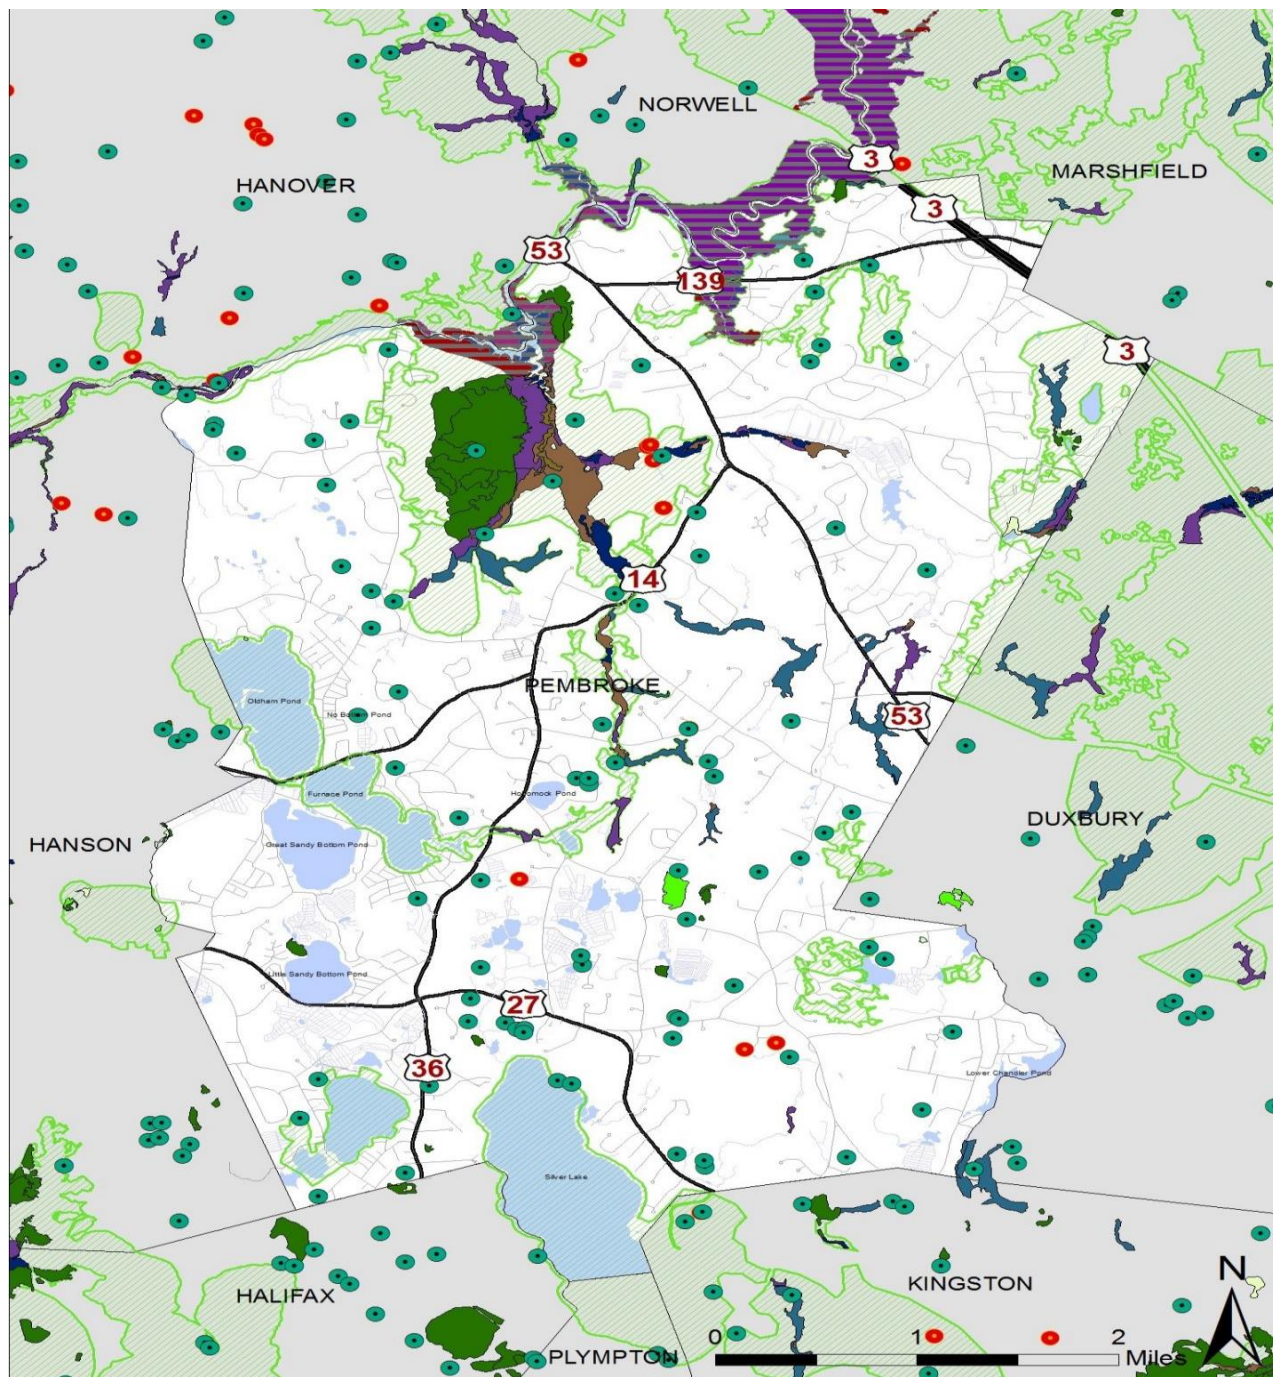 NORWELL
3
MARSHFIELD
HANOVER
3
53
139
3
14
PEMBROKE
Oldham Pond
No Bottom Pond
53
Furnace Pond
Hobomock Pond
DUXBURY
HANSON
Great Sandy Bottom Pond
Little Sandy Bottom Pond
27
36
Lower Chandler Pond
Silver Lake
N
KINGSTON
HALIFAX
0 1 2
PLYMPTON
Miles